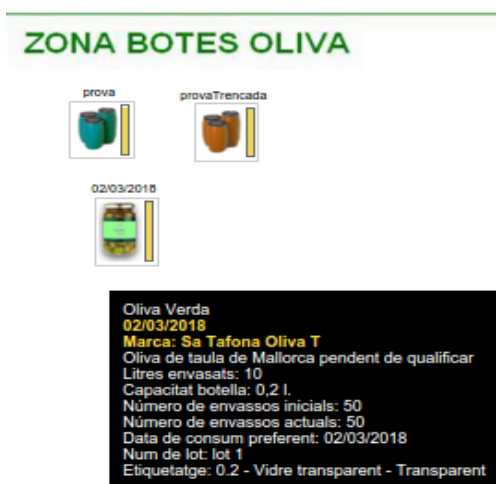 ZONA BOTES OLIVA
prova
provaTrencada
02/03/2018
Oliva Verda
02/03/2018
Marca: Sa Tafona Oliva T
Oliva de taula de Mallorca pendent de qualificar
Litres envasats: 10
Capacitat botella: 0,2 l.
Número de envassos inicials: 50
Número de envassos actuals: 50
Data de consum preferent: 02/03/2018
Num de lot: lot 1
Etiquetatge: 0.2 - Vidre transparent - Transparent